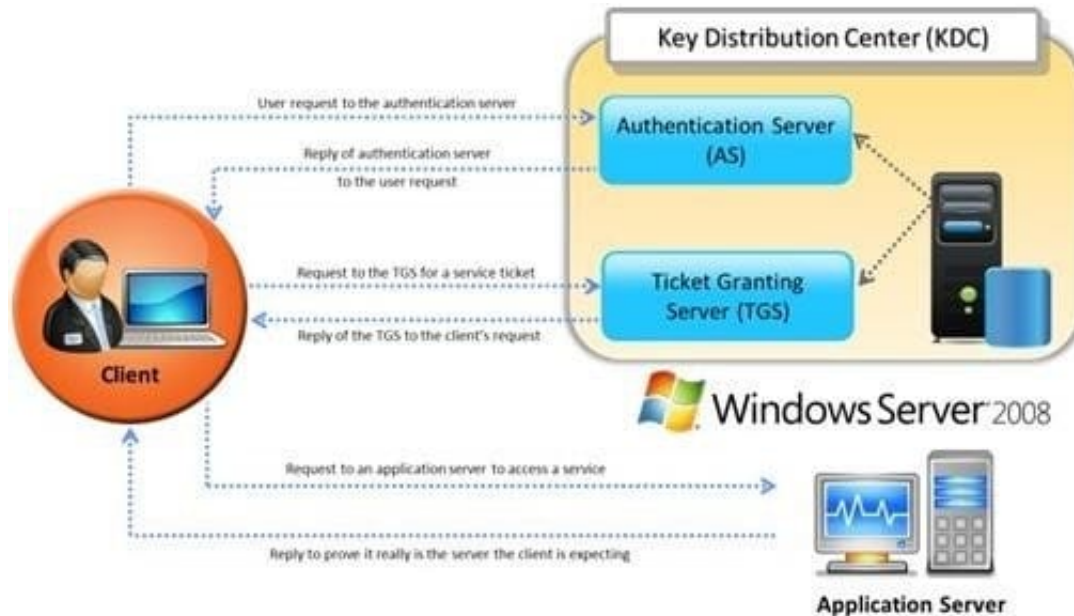 Key Distribution Center (KDC)
User request to the authentication server
Authentication Server
(AS)
Reply of authentication server
to the user request
Request to the TGS for a service ticket
Ticket Granting
Server (TGS)
Reply of the TGS to the client's request
Client
Windows Server 2008
Request to an application server to access a service
Reply to prove it really is the server the client is expecting
Application Server